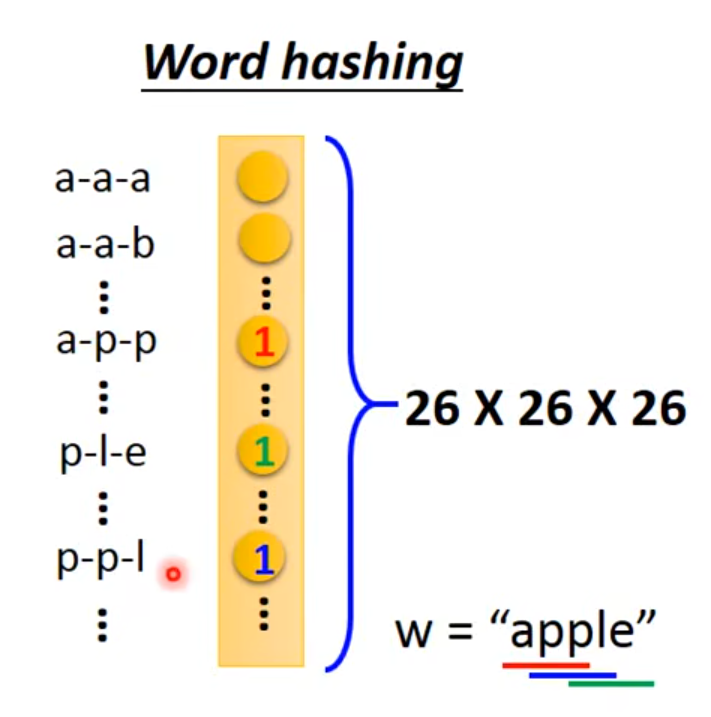 Word hashing
a-a-a
a-a-b
a-p-p 1
26 X 26 X 26
p-l-e 1
p-p-l 1
w = “apple”